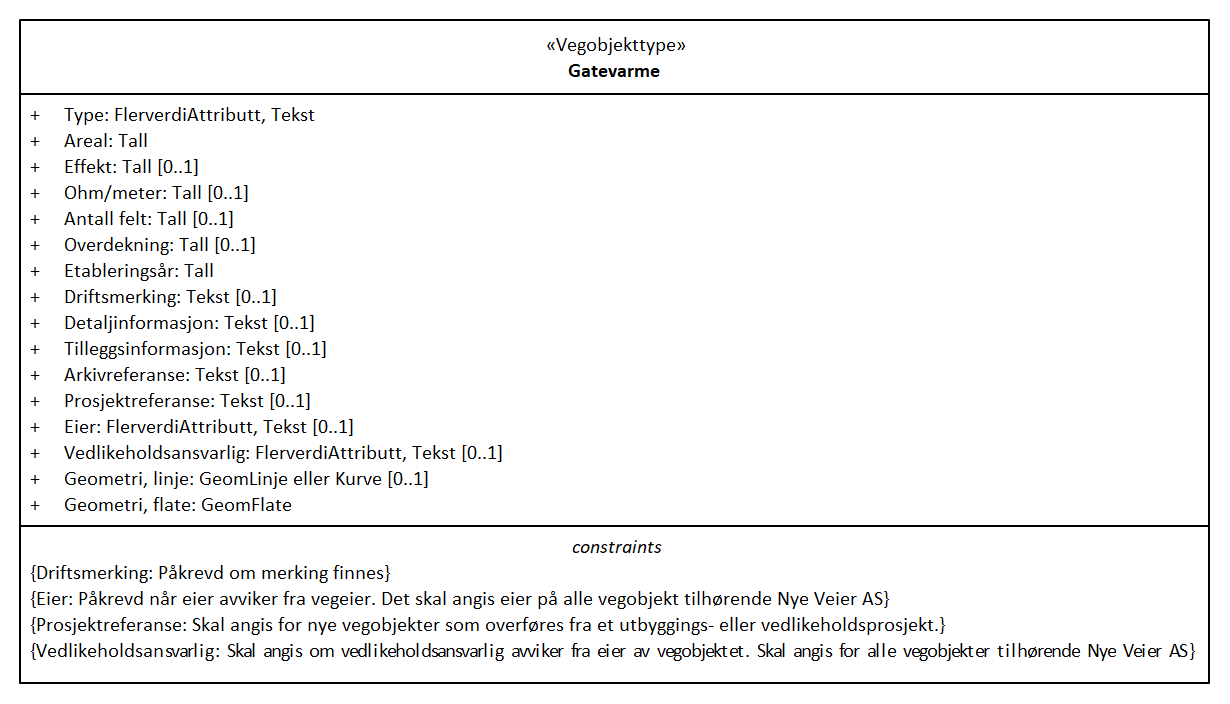 «Vegobjekttype»
Gatevarme
+ Type: FlerverdiAttributt, Tekst
+ Areal: Tall
+ Effekt: Tall [0..1]
+ Ohm/meter: Tall [0..1]
+ Antall felt: Tall [0..1]
+ Overdekning: Tall [0..1]
+ Etableringsår: Tall
+ Driftsmerking: Tekst [0..1]
+ Detaljinformasjon: Tekst [0..1]
+ Tilleggsinformasjon: Tekst [0..1]
+ Arkivreferanse: Tekst [0..1]
+ Prosjektreferanse: Tekst [0..1]
+ Eier: FlerverdiAttributt, Tekst [0..1]
+ Vedlikeholdsansvarlig: FlerverdiAttributt, Tekst [0..1]
+ Geometri, linje: GeomLinje eller Kurve [0..1]
+ Geometri, flate: GeomFlate
constraints
{Driftsmerking: Påkrevd om merking finnes}
{Eier: Påkrevd når eier avviker fra vegeier. Det skal angis eier på alle vegobjekt tilhørende Nye Veier AS}
{Prosjektreferanse: Skal angis for nye vegobjekter som overføres fra et utbyggings- eller vedlikeholdsprosjekt.}
{Vedlikeholdsansvarlig: Skal angis om vedlikeholdsansvarlig avviker fra eier av vegobjektet. Skal angis for alle vegobjekter tilhørende Nye Veier AS}